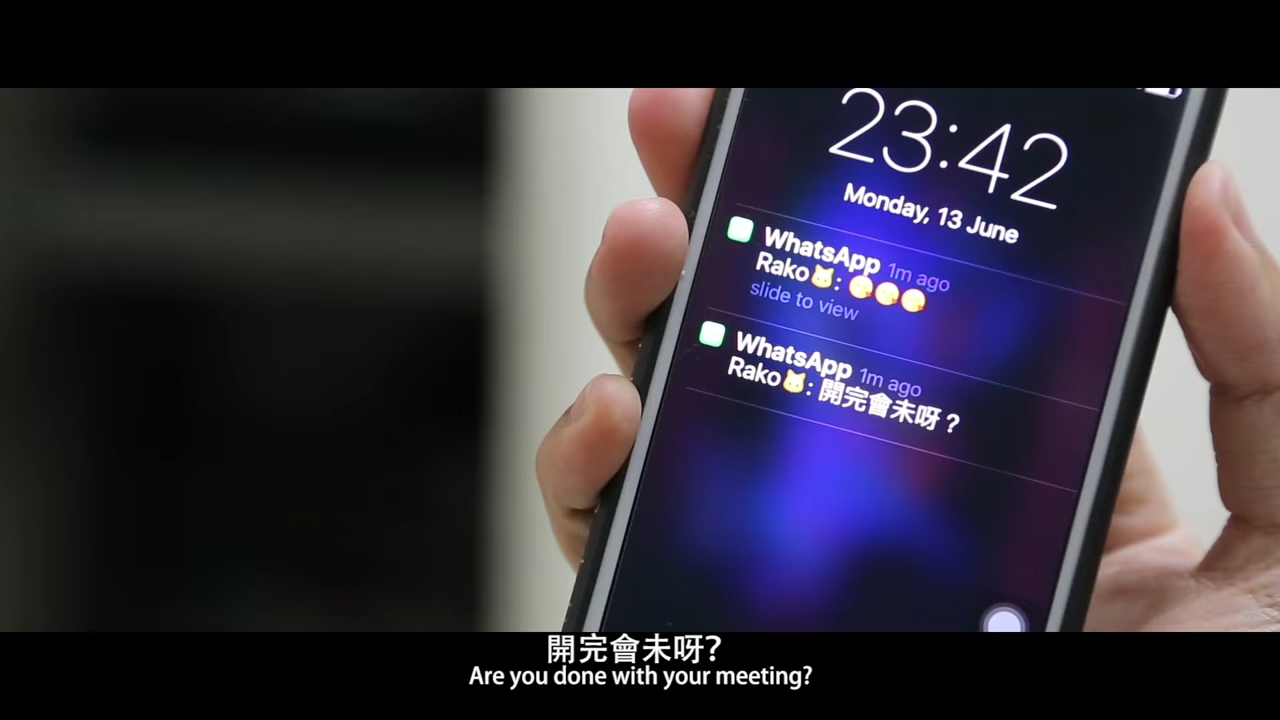 23:42
Monday, 13 June
WhatsApp 1m ago
Rako🐱: 😘😘😘
slide to view
WhatsApp 1m ago
Rako🐱: 開完會未呀？
開完會未呀?
Are you done with your meeting?